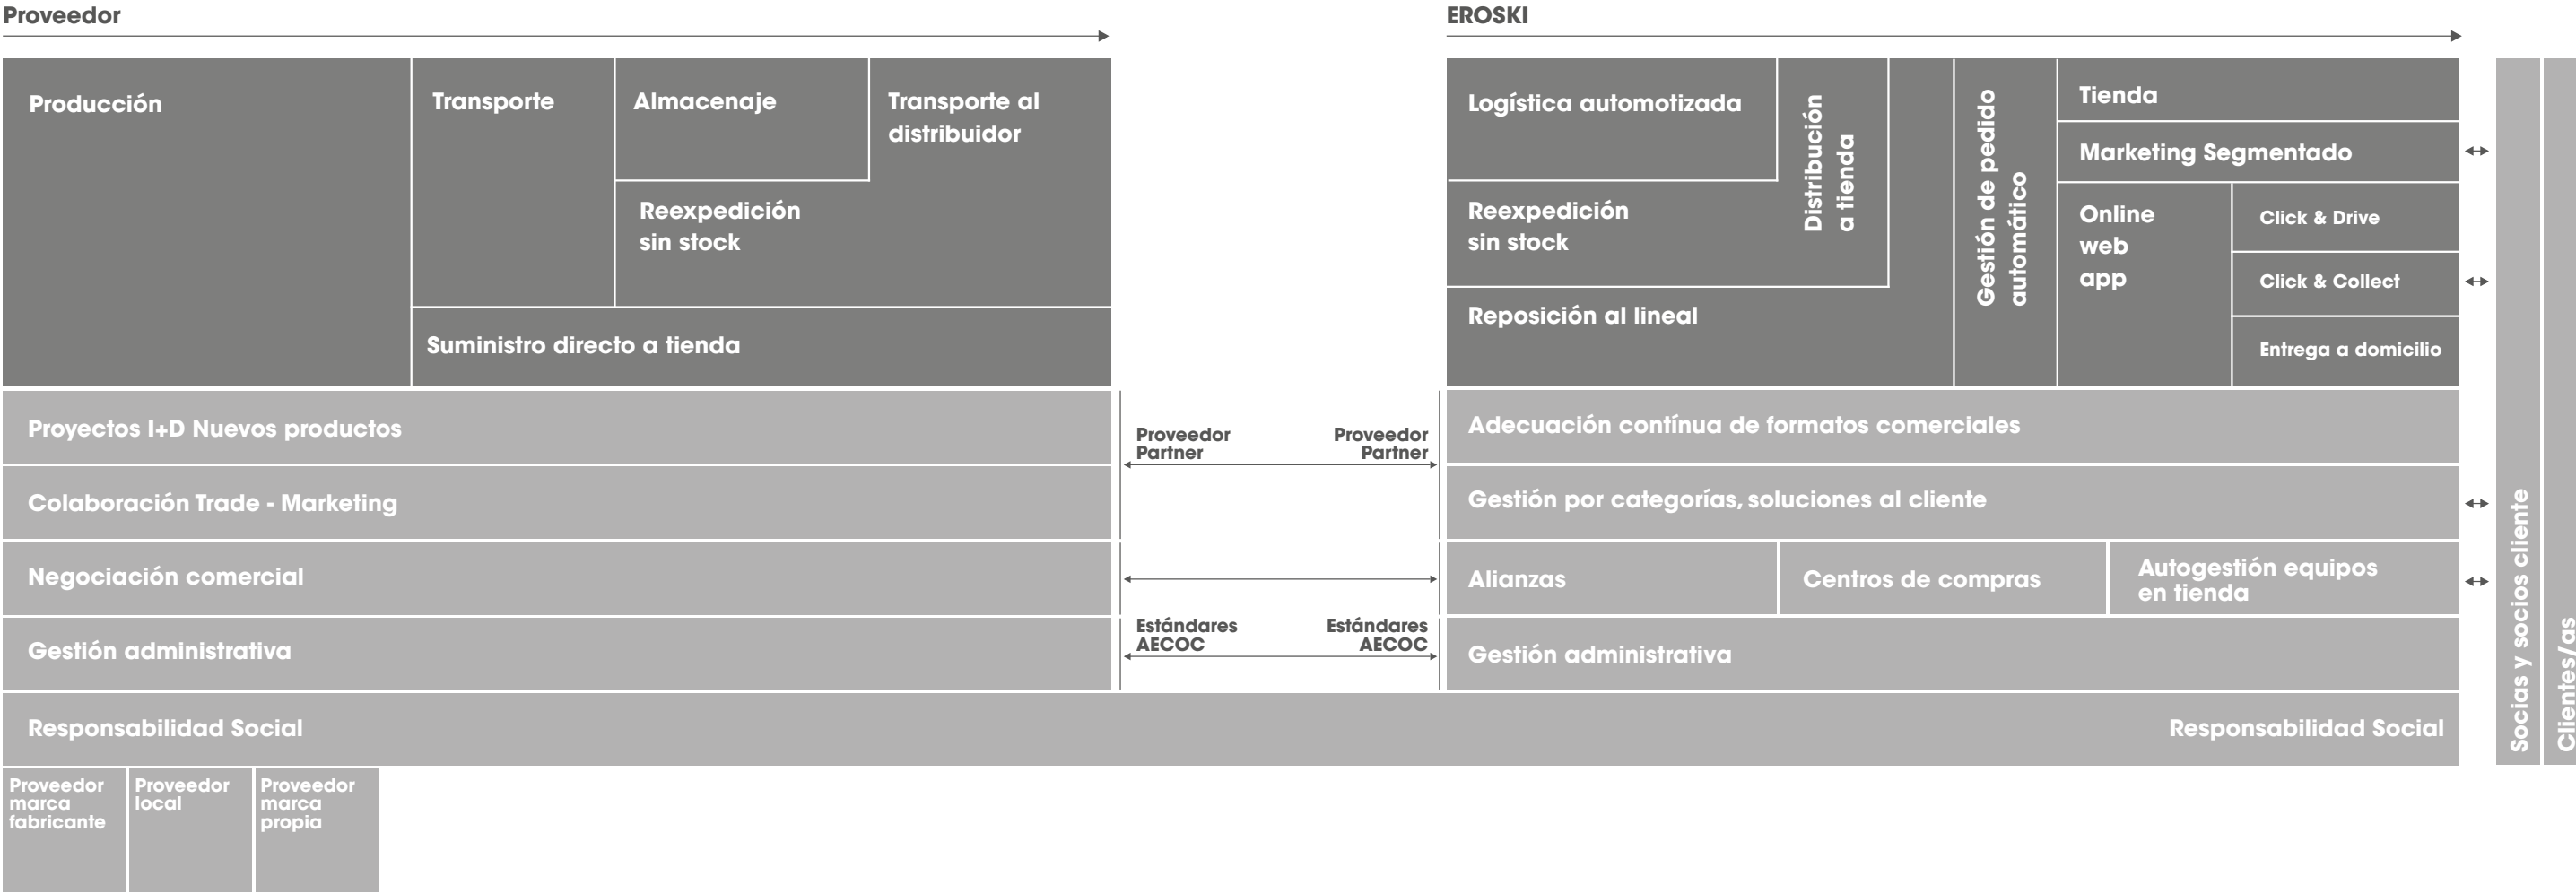 Proveedor
EROSKI
Producción
Transporte
Almacenaje
Transporte al
distribuidor
Reexpedición
sin stock
Suministro directo a tienda
Logística automotizada
Distribución
a tienda
Reexpedición
sin stock
Reposición al lineal
Gestión de pedido
automático
Tienda
Marketing Segmentado
Online
web
app
Click & Drive
Click & Collect
Entrega a domicilio
Proyectos I+D Nuevos productos
Colaboración Trade - Marketing
Negociación comercial
Gestión administrativa
Responsabilidad Social
Proveedor
Partner
Proveedor
Partner
Estándares
AECOC
Estándares
AECOC
Adecuación contínua de formatos comerciales
Gestión por categorías, soluciones al cliente
Alianzas
Centros de compras
Autogestión equipos
en tienda
Gestión administrativa
Responsabilidad Social
Socias y socios cliente
Clientes/as
Proveedor
marca
fabricante
Proveedor
local
Proveedor
marca
propia